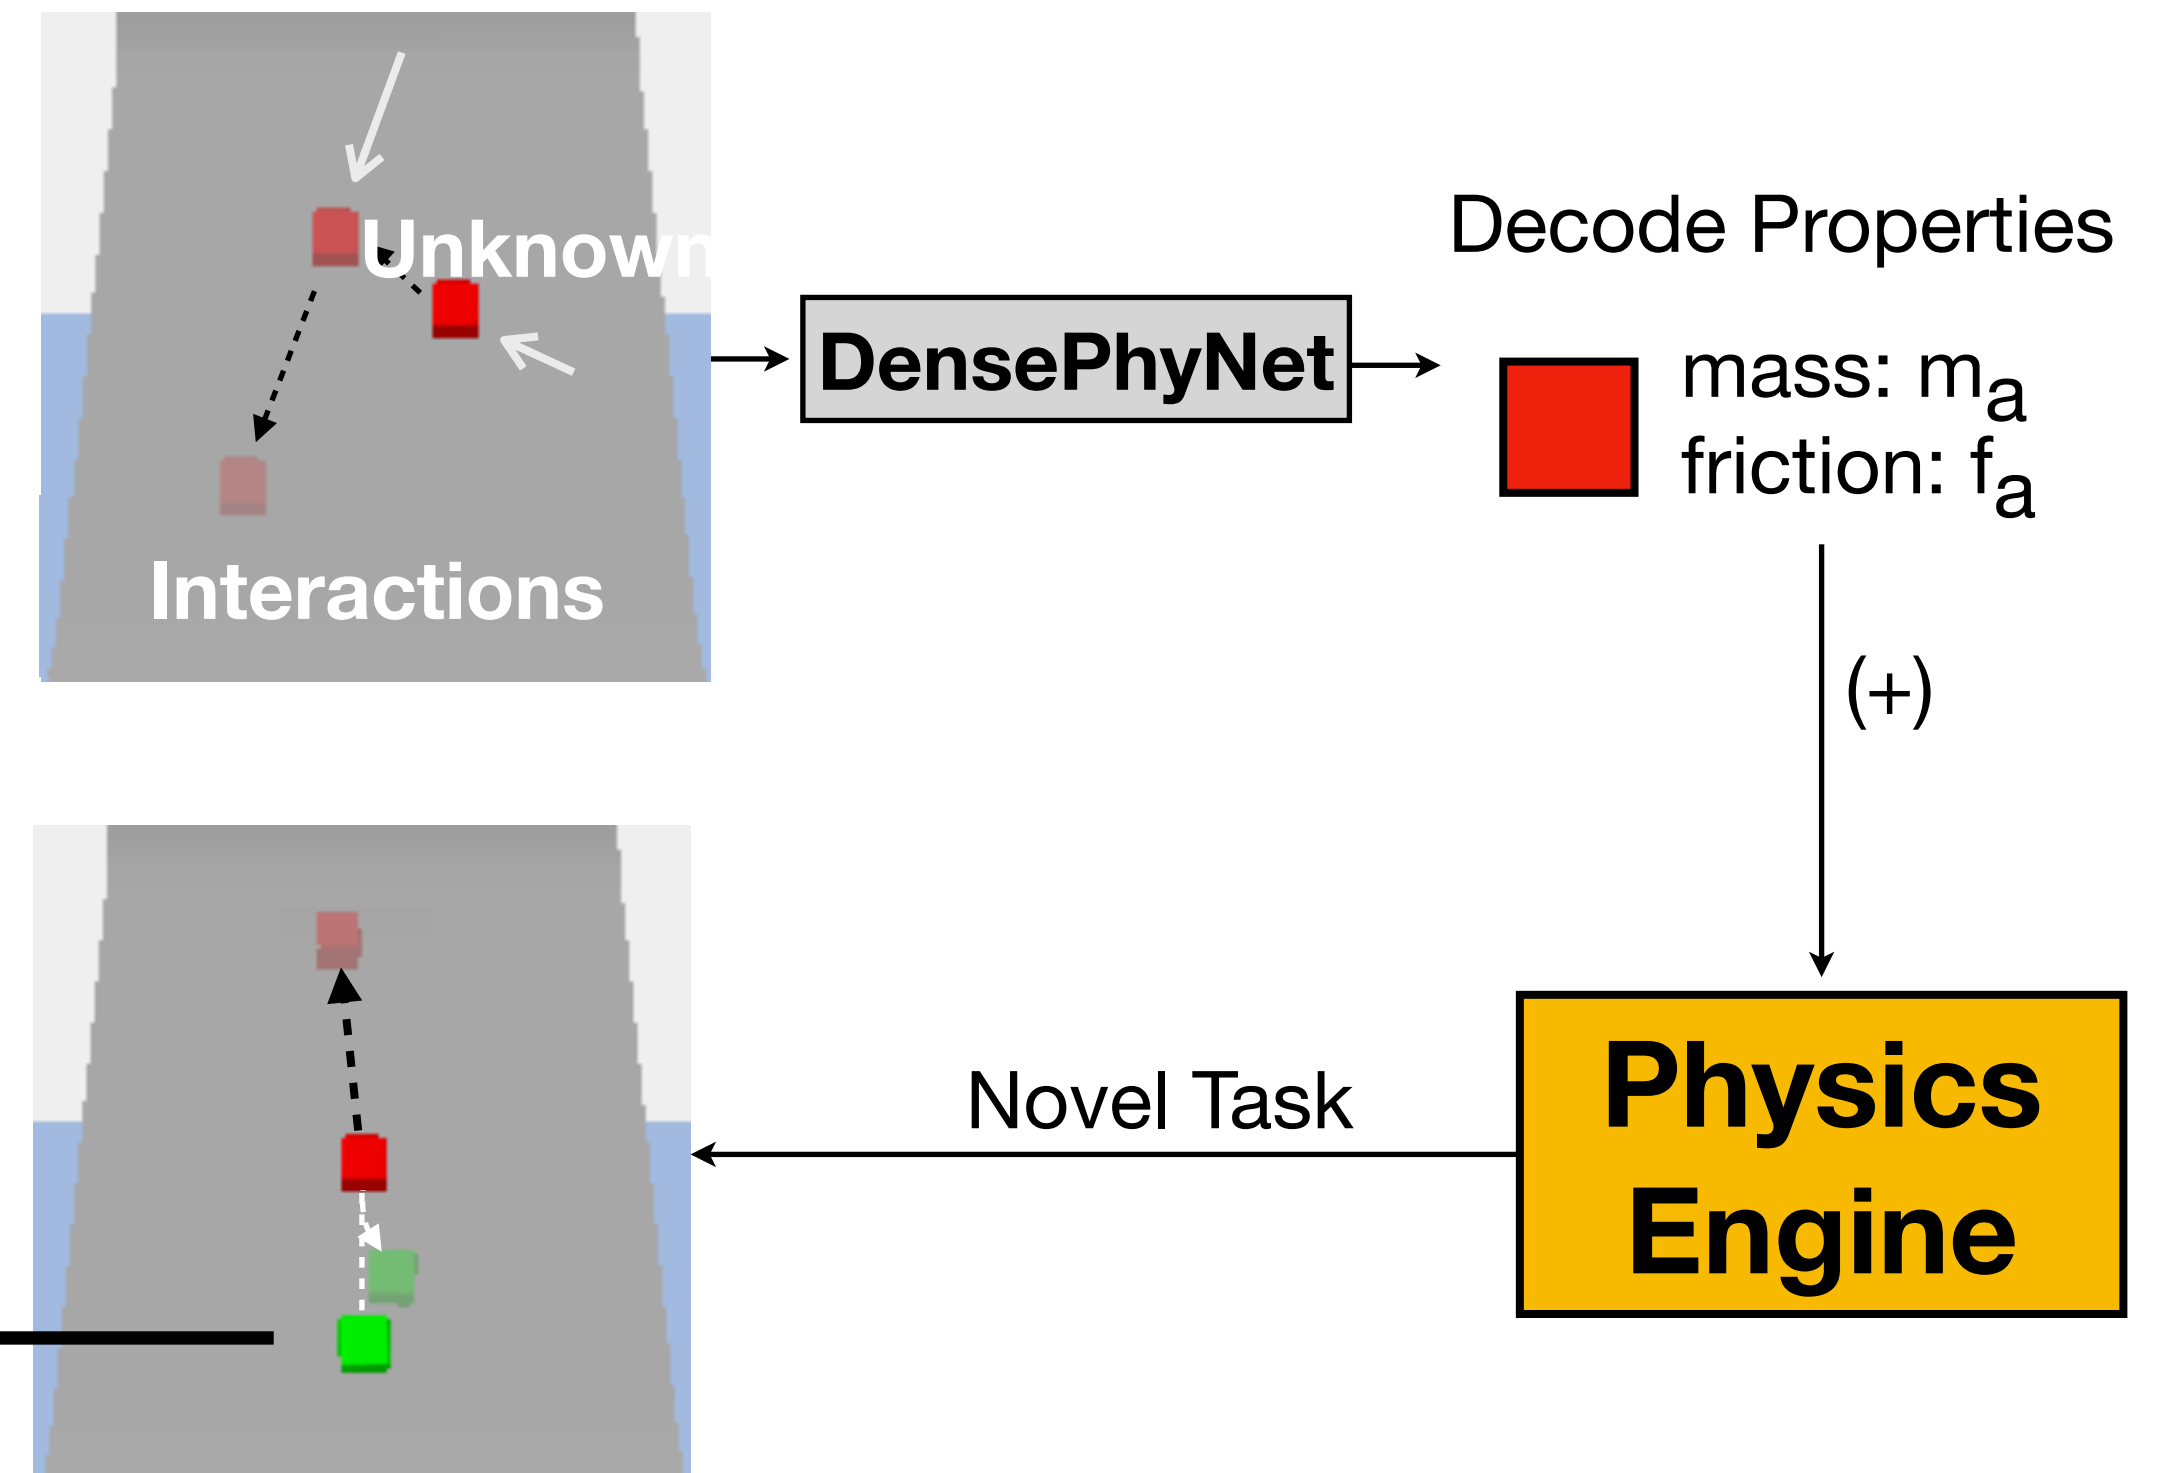 Unknown
Interactions
DensePhyNet
Decode Properties
mass: mₐ
friction: fₐ
(+)
Physics
Engine
Novel Task